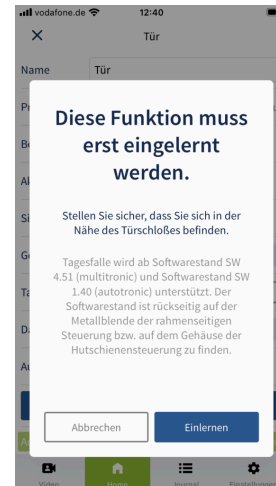 vodafone.de 12:40
Tür
Name Tür
Diese Funktion muss
erst eingelernt
werden.
Stellen Sie sicher, dass Sie sich in der
Nähe des Türschloßes befinden.
Tagesfalle wird ab Softwarestand SW
4.51 (multitronic) und Softwarestand SW
1.40 (autotronic) unterstützt. Der
Softwarestand ist rückseitig auf der
Metallblende der rahmenseitigen
Steuerung bzw. auf dem Gehäuse der
Hutschienensteuerung zu finden.
Abbrechen Einlernen
Video Home Journal Einstellungen